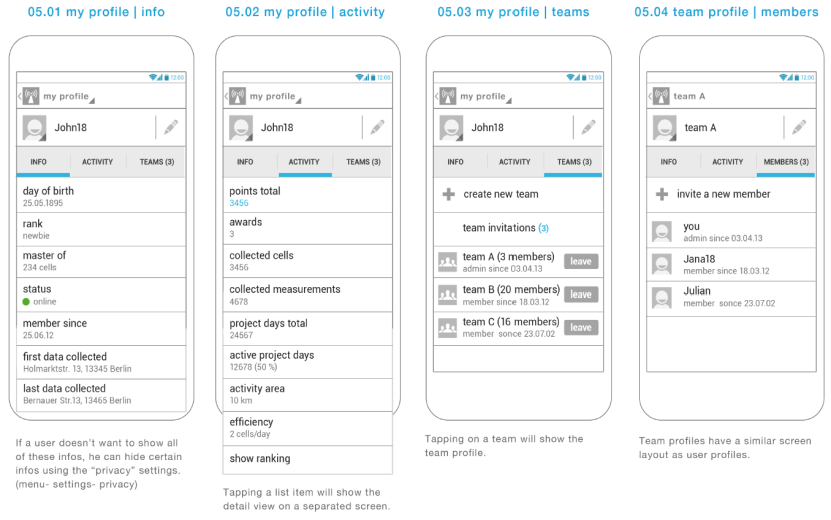 05.01 my profile | info
12:00
my profile
John18
INFO ACTIVITY TEAMS (3)
day of birth
25.05.1895
rank
newbie
master of
234 cells
status
online
member since
25.06.12
first data collected
Holmarktstr. 13, 13345 Berlin
last data collected
Bernauer Str.13, 13465 Berlin
If a user doesn't want to show all
of these infos, he can hide certain
infos using the “privacy” settings.
(menu- settings- privacy)
05.02 my profile | activity
12:00
my profile
John18
INFO ACTIVITY TEAMS (3)
points total
3456
awards
3
collected cells
3456
collected measurements
4678
project days total
24567
active project days
12678 (50 %)
activity area
10 km
efficiency
2 cells/day
show ranking
Tapping a list item will show the
detail view on a separated screen.
05.03 my profile | teams
12:00
my profile
John18
INFO ACTIVITY TEAMS (3)
create new team
team invitations (3)
team A (3 members)
admin since 03.04.13
leave
team B (20 members)
member since 18.03.12
leave
team C (16 members)
member sonce 23.07.02
leave
Tapping on a team will show the
team profile.
05.04 team profile | members
12:00
team A
team A
INFO ACTIVITY MEMBERS (3)
invite a new member
you
admin since 03.04.13
Jana18
member since 18.03.12
Julian
member sonce 23.07.02
Team profiles have a similar screen
layout as user profiles.